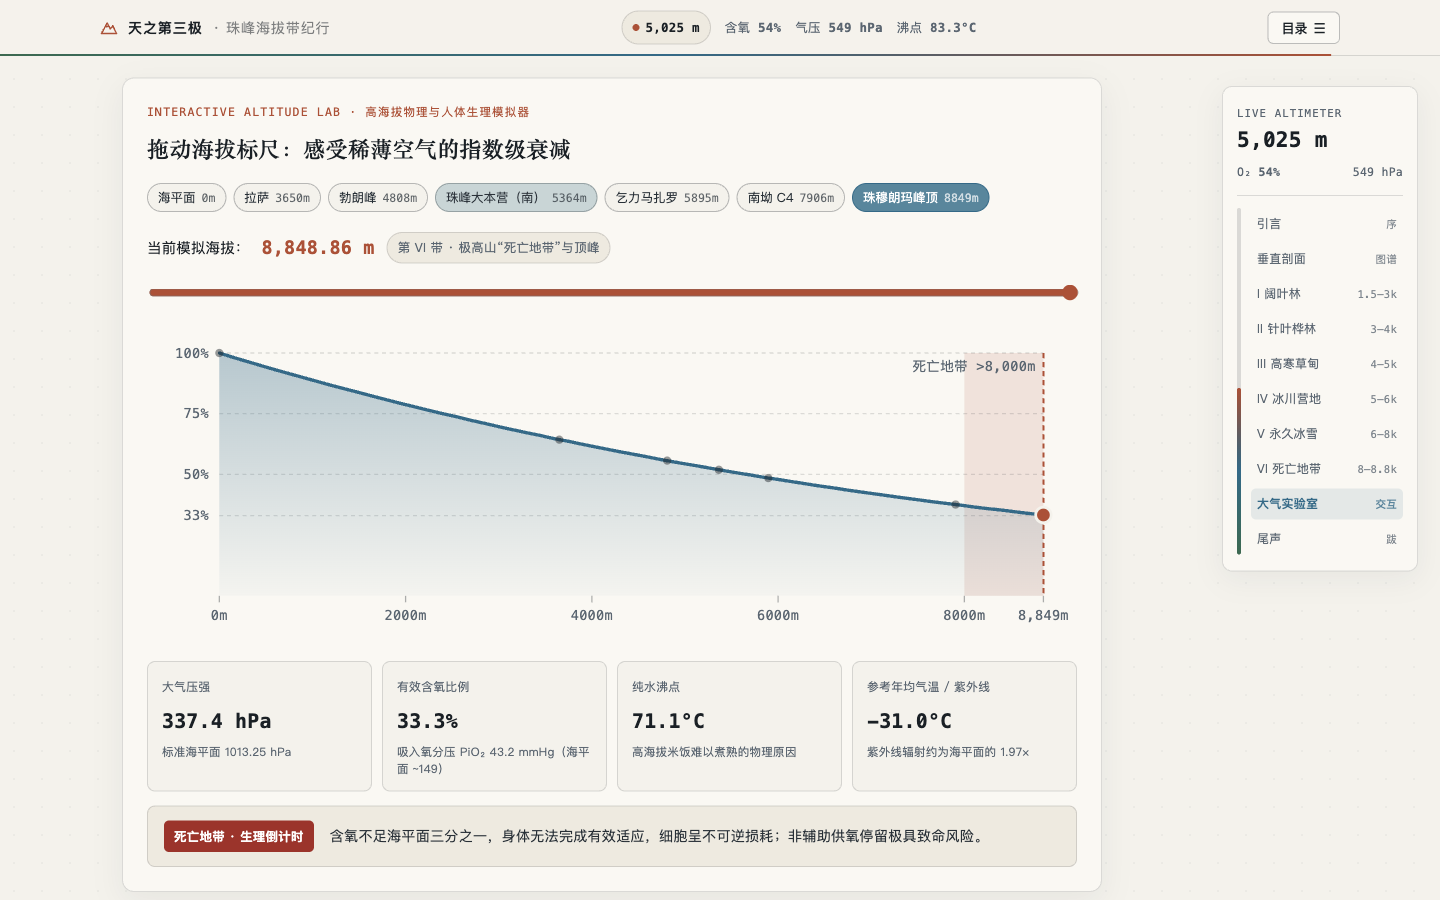 天之第三极 · 珠峰海拔带纪行
5,025 m 含氧 54% 气压 549 hPa 沸点 83.3°C
目录 ☰
INTERACTIVE ALTITUDE LAB · 高海拔物理与人体生理模拟器
拖动海拔标尺：感受稀薄空气的指数级衰减
海平面 0m 拉萨 3650m 勃朗峰 4808m 珠峰大本营（南） 5364m 乞力马扎罗 5895m 南坳 C4 7906m 珠穆朗玛峰顶 8849m
当前模拟海拔： 8,848.86 m 第 VI 带 · 极高山“死亡地带”与顶峰
死亡地带 >8,000m
100%
75%
50%
33%
0m 2000m 4000m 6000m 8000m 8,849m
大气压强
337.4 hPa
标准海平面 1013.25 hPa
有效含氧比例
33.3%
吸入氧分压 PiO₂ 43.2 mmHg（海平
面 ~149）
纯水沸点
71.1°C
高海拔米饭难以煮熟的物理原因
参考年均气温 / 紫外线
−31.0°C
紫外线辐射约为海平面的 1.97×
死亡地带 · 生理倒计时 含氧不足海平面三分之一，身体无法完成有效适应，细胞呈不可逆损耗；非辅助供氧停留极具致命风险。
LIVE ALTIMETER
5,025 m
O₂ 54% 549 hPa
引言 序
垂直剖面 图谱
I 阔叶林 1.5–3k
II 针叶桦林 3–4k
III 高寒草甸 4–5k
IV 冰川营地 5–6k
V 永久冰雪 6–8k
VI 死亡地带 8–8.8k
大气实验室 交互
尾声 跋